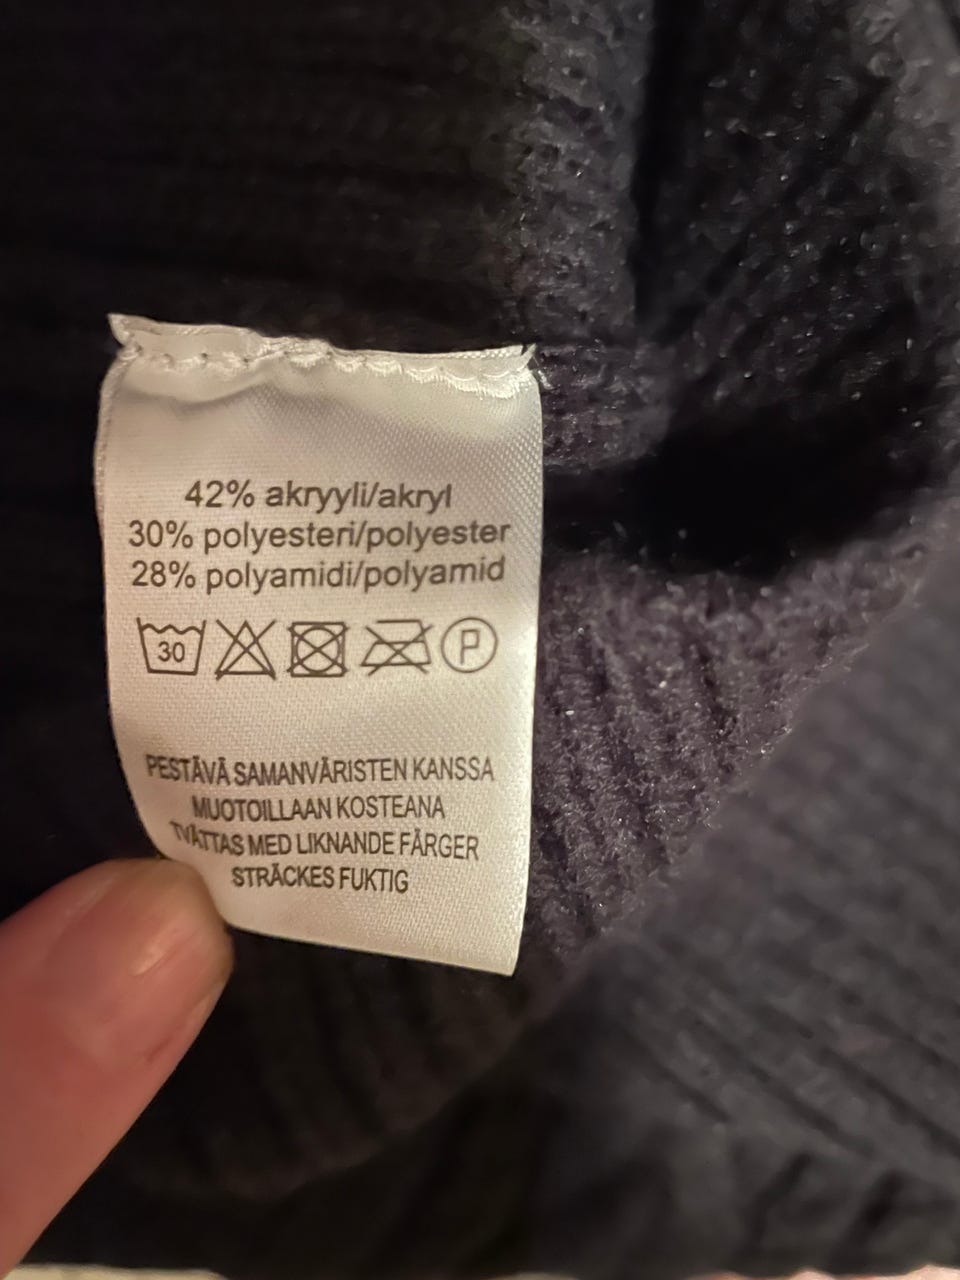 42% akryyli/akryl
30% polyesteri/polyester
28% polyamidi/polyamid
30 P
PESTÄVÄ SAMANVÄRISTEN KANSSA
MUOTOILLAAN KOSTEANA
TVÄTTAS MED LIKNANDE FÄRGER
STRÄCKES FUKTIG